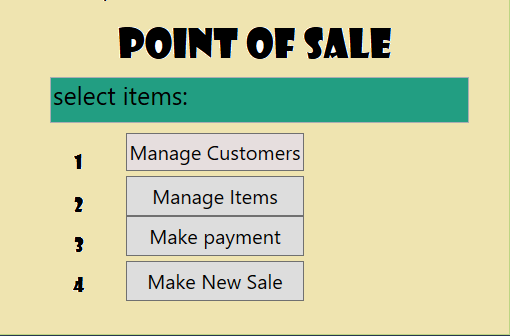 POINT OF SALE
select items:
1 Manage Customers
2 Manage Items
3 Make payment
4 Make New Sale